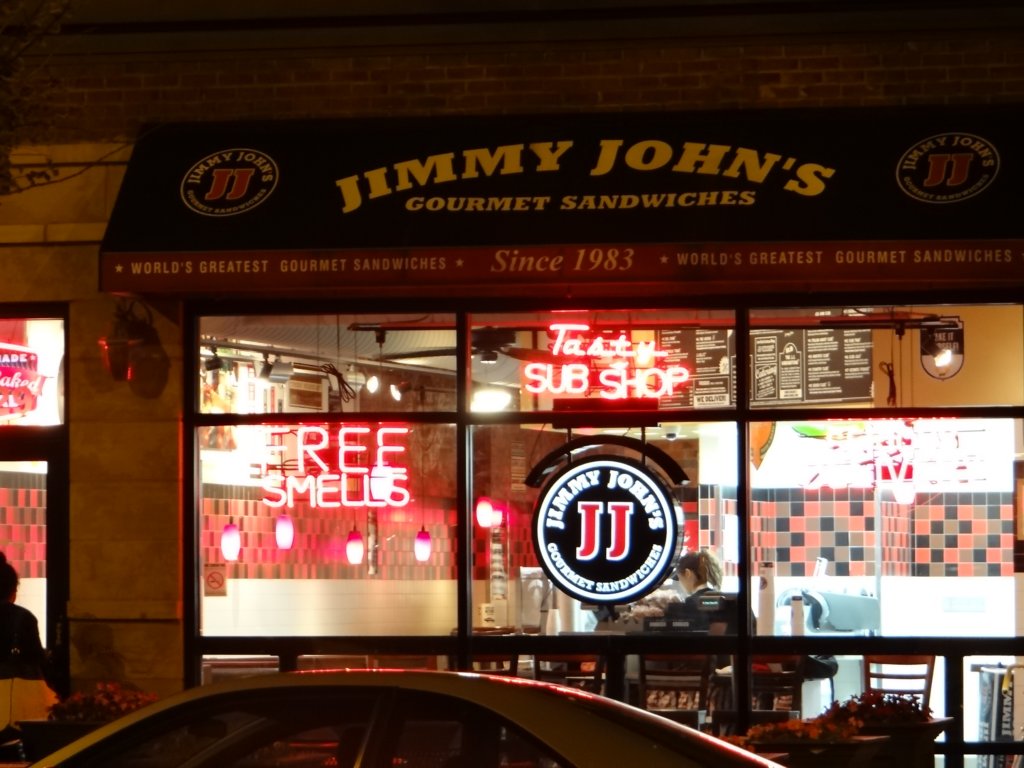 JIMMY JOHN'S
JJ
GOURMET SANDWICHES
JIMMY JOHN'S
GOURMET SANDWICHES
JIMMY JOHN'S
JJ
GOURMET SANDWICHES
★ WORLD'S GREATEST GOURMET SANDWICHES ★
Since 1983
★ WORLD'S GREATEST GOURMET SANDWICHES
Tasty
SUB SHOP
WE DELIVER!
FREE
SMELLS
JIMMY JOHN'S
JJ
GOURMET SANDWICHES